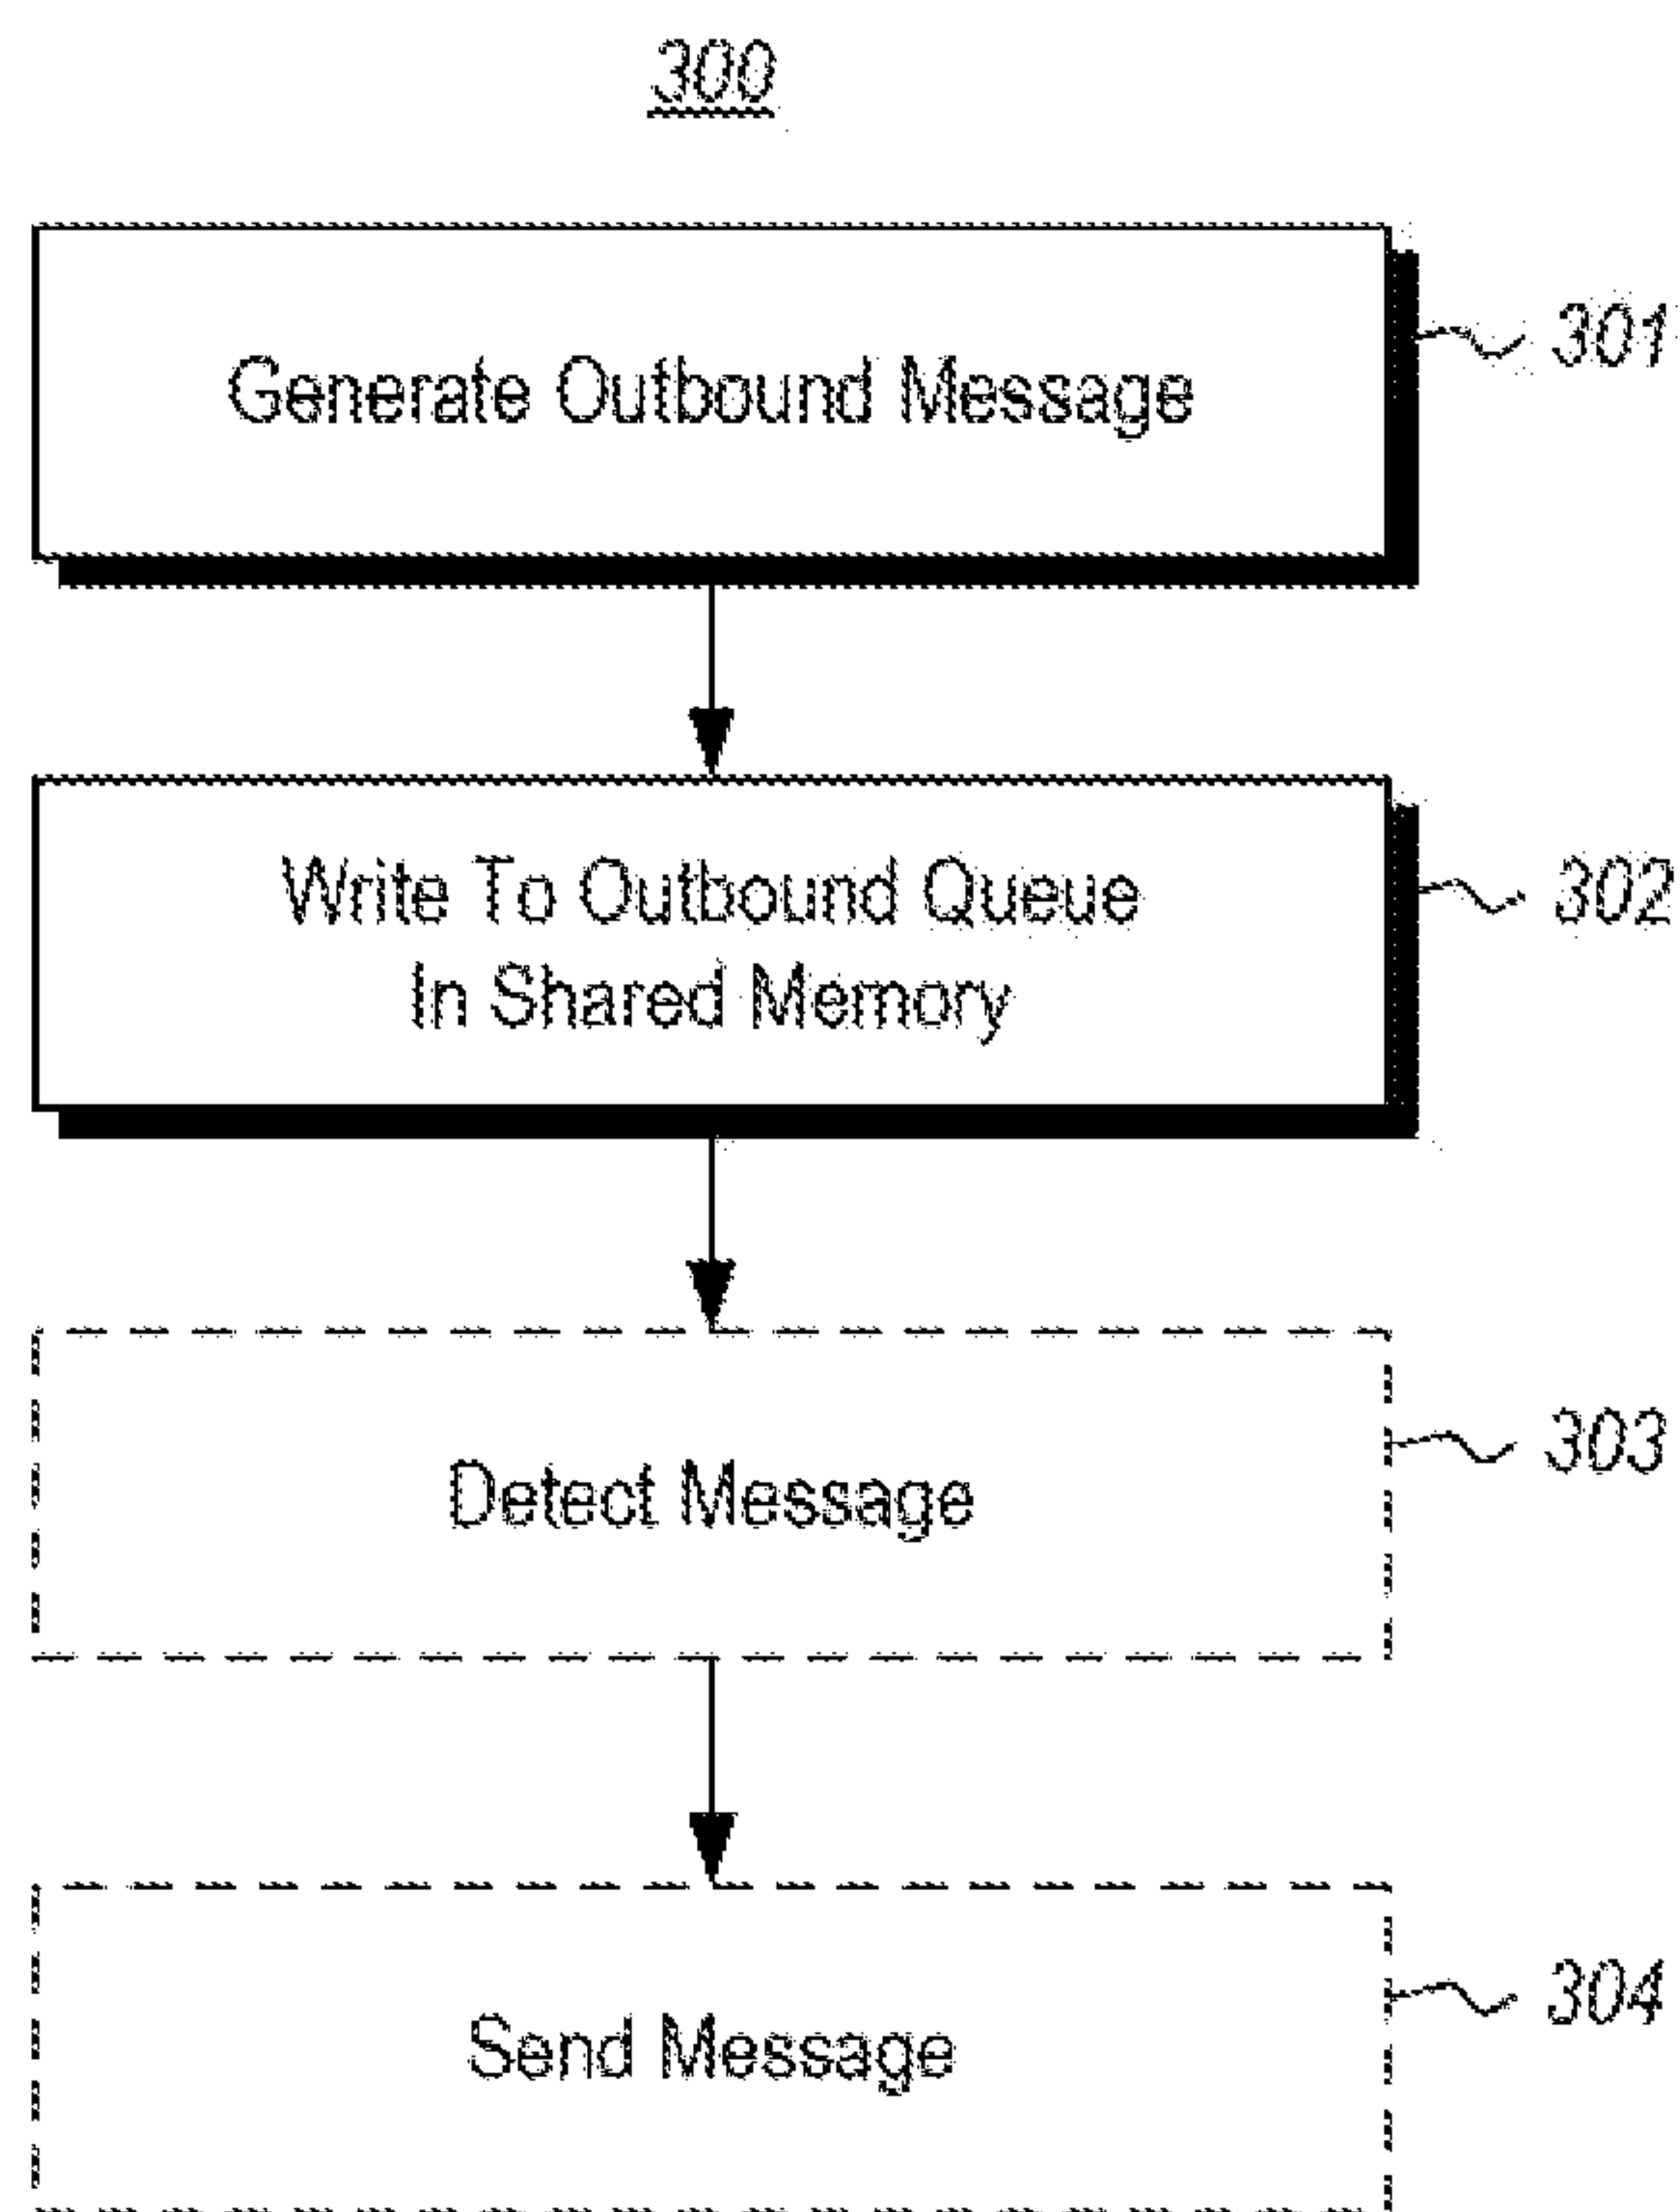 300
Generate Outbound Message
301
Write To Outbound Queue
In Shared Memory
302
Detect Message
303
Send Message
304